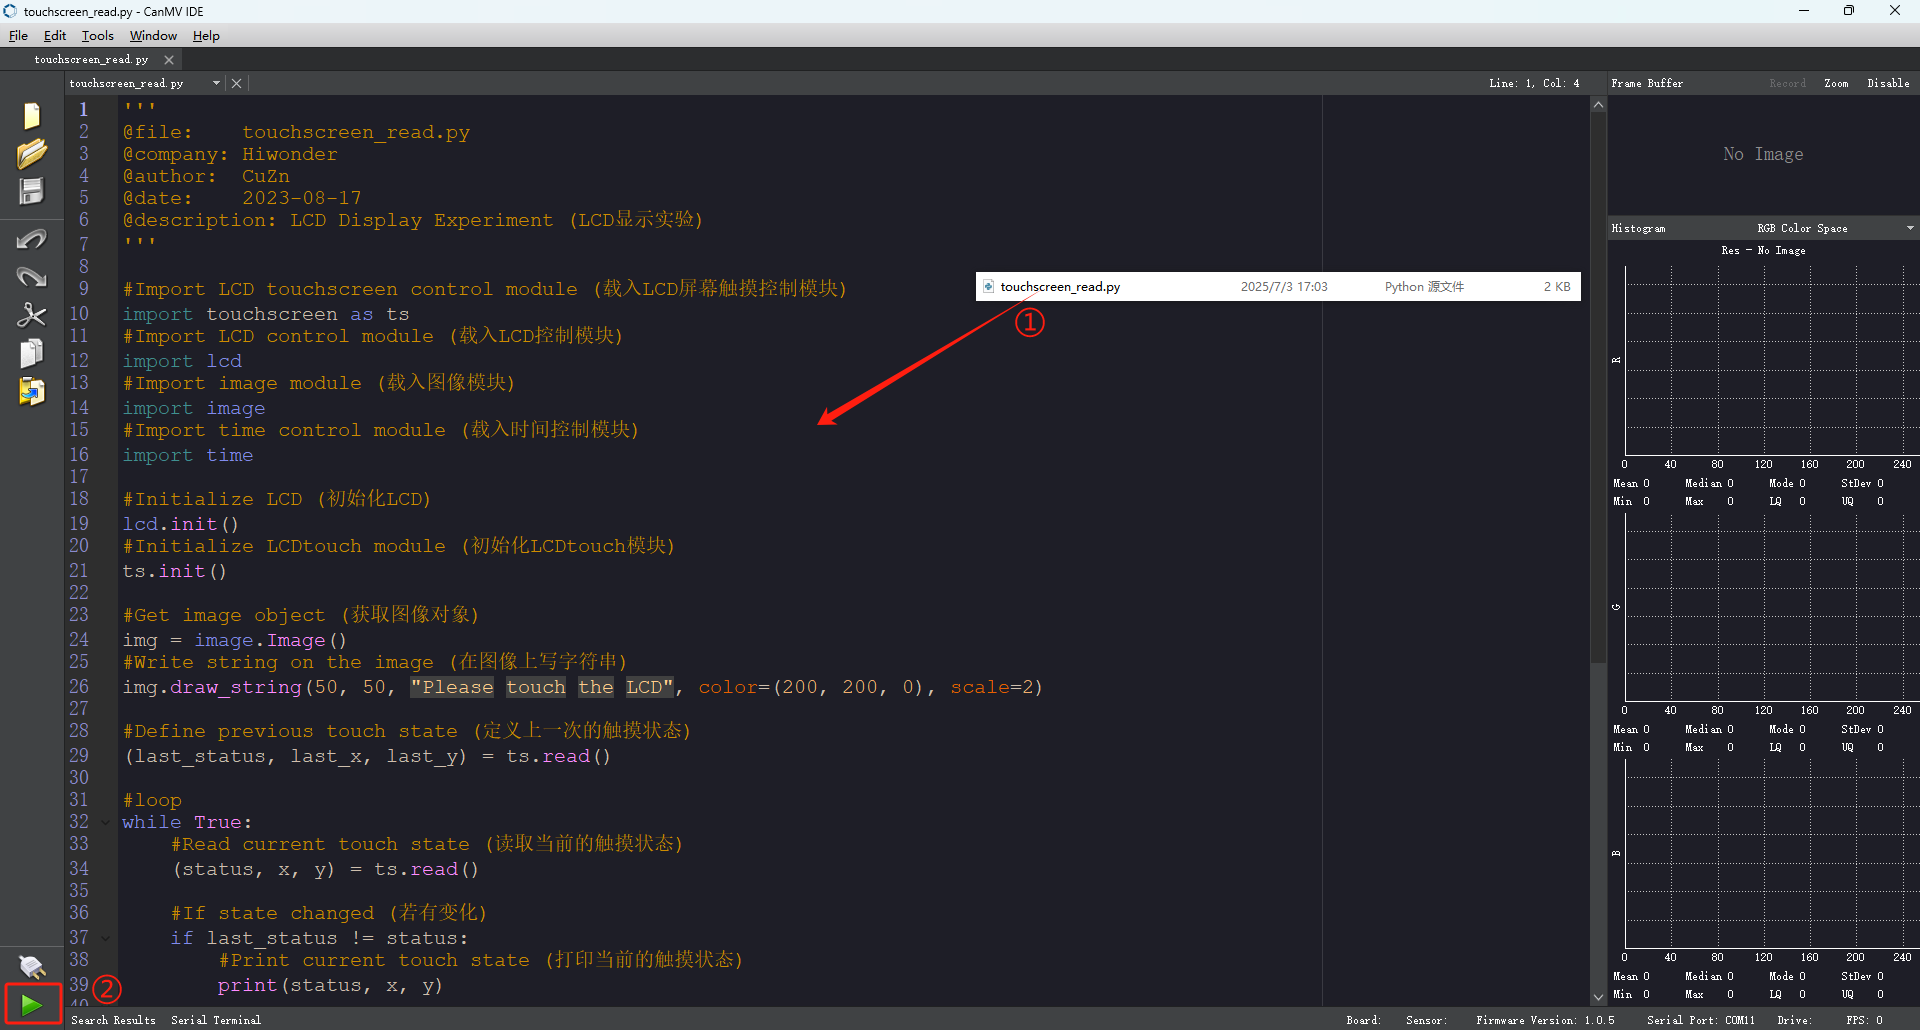 touchscreen_read.py - CanMV IDE
File Edit Tools Window Help
touchscreen_read.py
touchscreen_read.py
Line: 1, Col: 4
Frame Buffer Record Zoom Disable
1 '''
2 @file: touchscreen_read.py
3 @company: Hiwonder
4 @author: CuZn
5 @date: 2023-08-17
6 @description: LCD Display Experiment (LCD显示实验)
7 '''
8
9 #Import LCD touchscreen control module (载入LCD屏幕触摸控制模块)
10 import touchscreen as ts
11 #Import LCD control module (载入LCD控制模块)
12 import lcd
13 #Import image module (载入图像模块)
14 import image
15 #Import time control module (载入时间控制模块)
16 import time
17
18 #Initialize LCD (初始化LCD)
19 lcd.init()
20 #Initialize LCDtouch module (初始化LCDtouch模块)
21 ts.init()
22
23 #Get image object (获取图像对象)
24 img = image.Image()
25 #Write string on the image (在图像上写字符串)
26 img.draw_string(50, 50, "Please touch the LCD", color=(200, 200, 0), scale=2)
27
28 #Define previous touch state (定义上一次的触摸状态)
29 (last_status, last_x, last_y) = ts.read()
30
31 #loop
32 while True:
33 #Read current touch state (读取当前的触摸状态)
34 (status, x, y) = ts.read()
35
36 #If state changed (若有变化)
37 if last_status != status:
38 #Print current touch state (打印当前的触摸状态)
39 print(status, x, y)
40
touchscreen_read.py 2025/7/3 17:03 Python 源文件 2 KB
①
②
No Image
Histogram RGB Color Space
Res - No Image
R
0 40 80 120 160 200 240
Mean 0 Median 0 Mode 0 StDev 0
Min 0 Max 0 LQ 0 UQ 0
G
0 40 80 120 160 200 240
Mean 0 Median 0 Mode 0 StDev 0
Min 0 Max 0 LQ 0 UQ 0
B
0 40 80 120 160 200 240
Mean 0 Median 0 Mode 0 StDev 0
Min 0 Max 0 LQ 0 UQ 0
Search Results Serial Terminal
Board: Sensor: Firmware Version: 1.0.5 Serial Port: COM11 Drive: FPS: 0